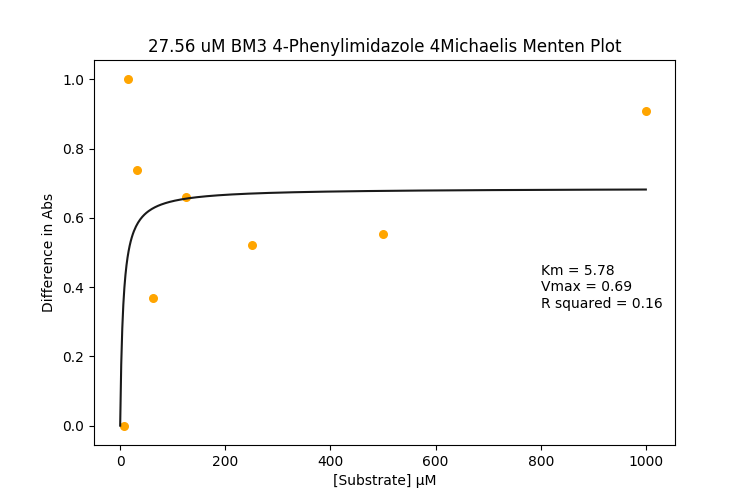 27.56 uM BM3 4-Phenylimidazole 4Michaelis Menten Plot
1.0
0.8
0.6
0.4
0.2
0.0
Difference in Abs
Km = 5.78
Vmax = 0.69
R squared = 0.16
0 200 400 600 800 1000
[Substrate] µM